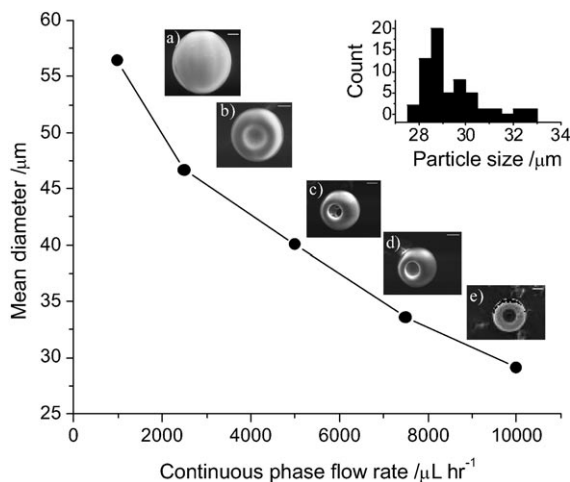 60
55
50
45
40
35
30
25
Mean diameter /μm
0
2000
4000
6000
8000
10000
Continuous phase flow rate /μL hr⁻¹
a)
b)
c)
d)
e)
20
15
10
5
0
Count
28
30
32
34
Particle size /μm